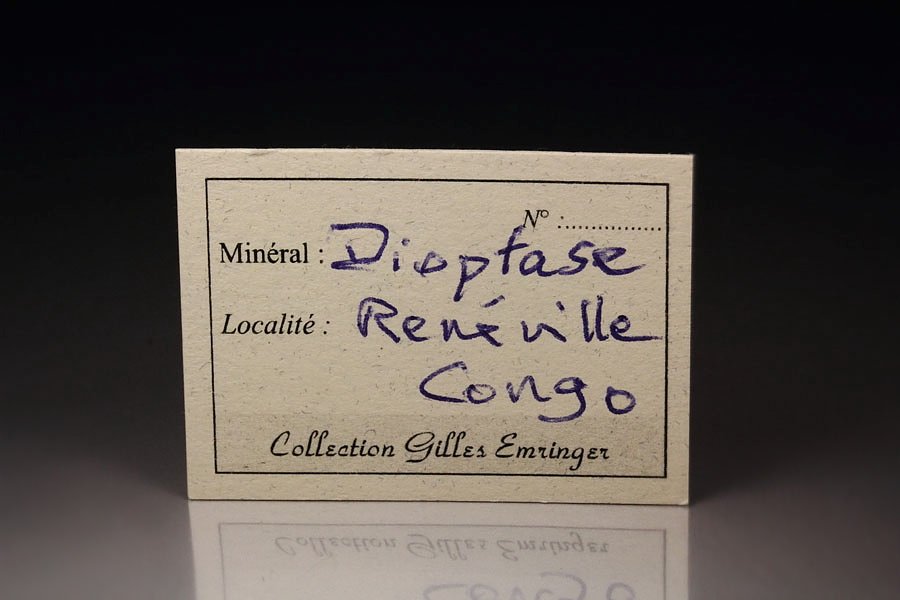 N° :................
Minéral : Dioptase
Localité : Renéville
Congo
Collection Gilles Emringer